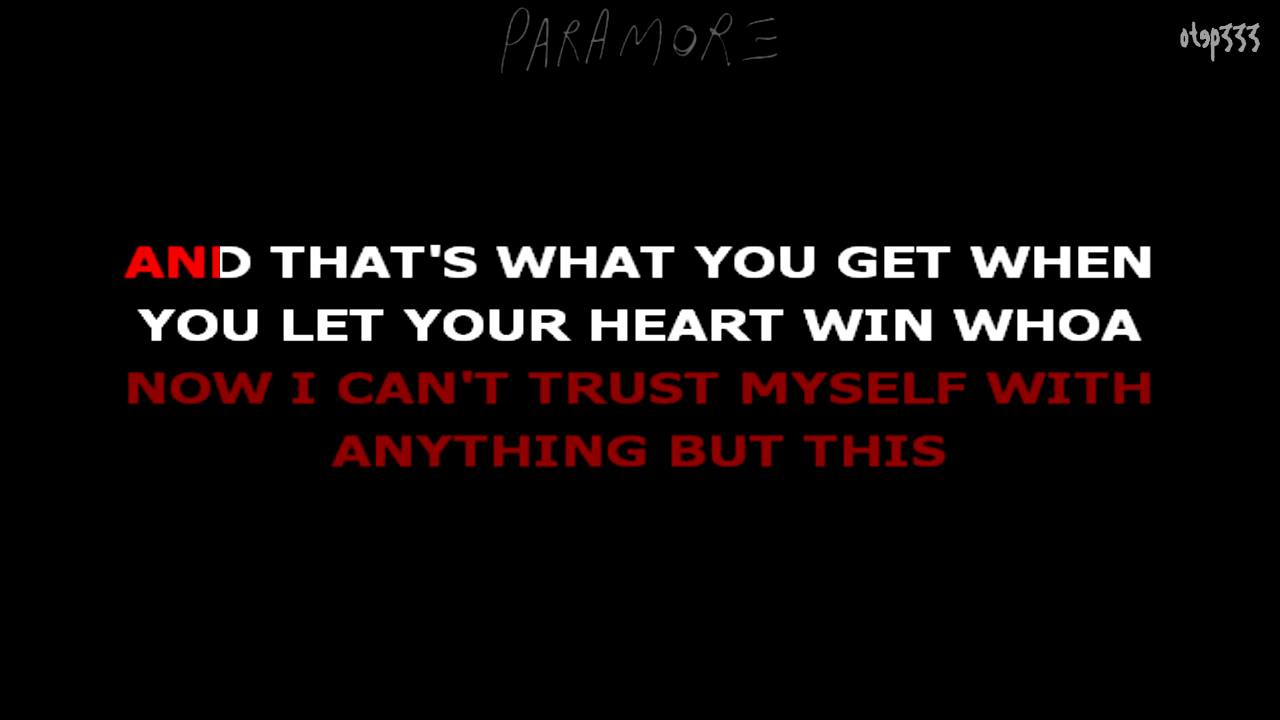 PARAMORE
otep333
AND THAT'S WHAT YOU GET WHEN
YOU LET YOUR HEART WIN WHOA
NOW I CAN'T TRUST MYSELF WITH
ANYTHING BUT THIS